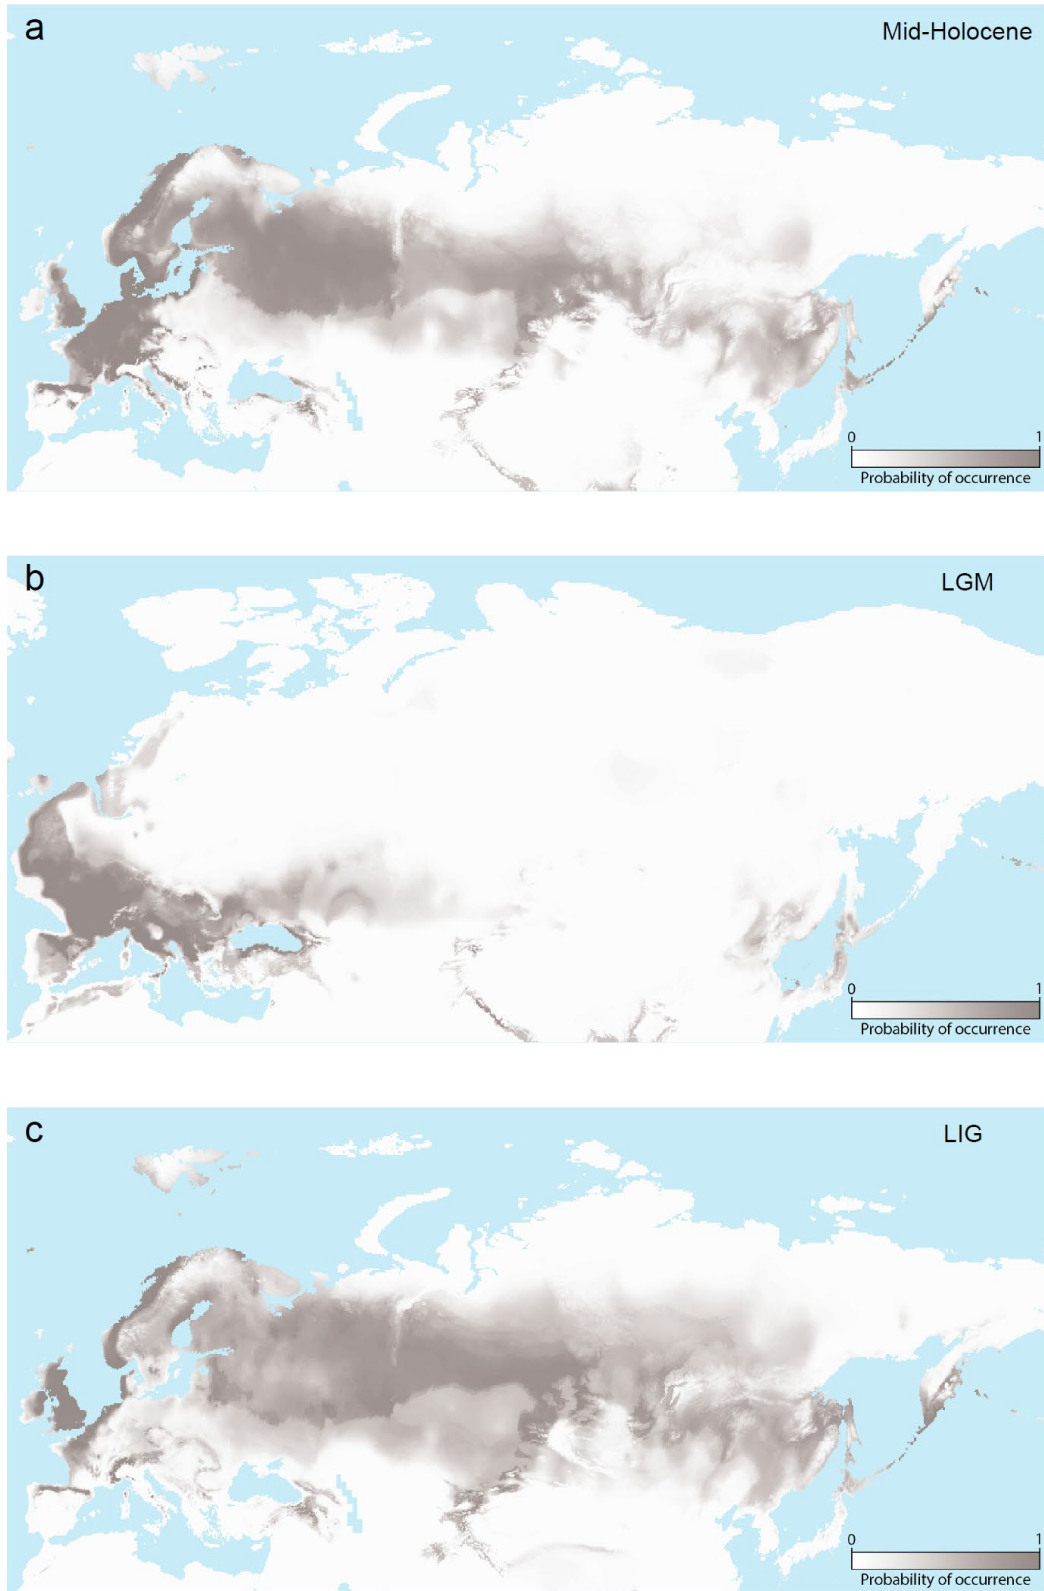 a
Mid-Holocene
0 1
Probability of occurrence
b
LGM
0 1
Probability of occurrence
c
LIG
0 1
Probability of occurrence